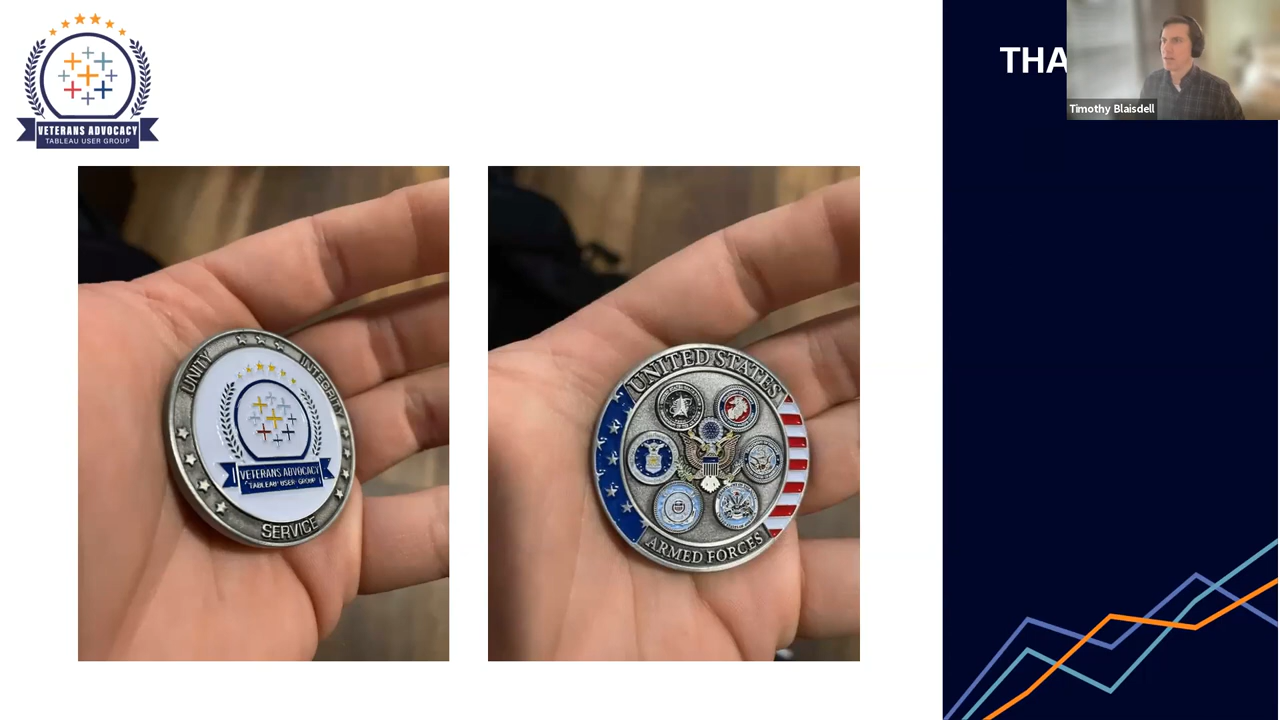 VETERANS ADVOCACY
TABLEAU USER GROUP
THA
Timothy Blaisdell
UNITY
INTEGRITY
VETERANS ADVOCACY
TABLEAU USER GROUP
SERVICE
UNITED STATES
ARMED FORCES